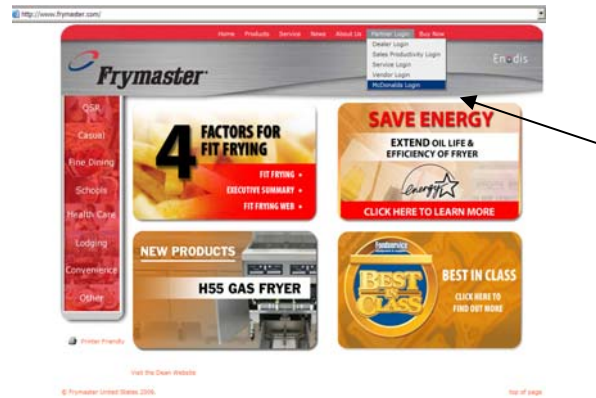 http://www.frymaster.com/
Home Products Service News About Us Partner Login Buy Now
Dealer Login
Sales Productivity Login
Service Login
Vendor Login
McDonalds Login
Enodis
Frymaster
QSR
Casual
Fine Dining
Schools
Health Care
Lodging
Convenience
Other
4 FACTORS FOR
FIT FRYING
FIT FRYING
EXECUTIVE SUMMARY
FIT FRYING WEB
SAVE ENERGY
EXTEND OIL LIFE &
EFFICIENCY OF FRYER
energy
CLICK HERE TO LEARN MORE
NEW PRODUCTS
H55 GAS FRYER
Foodservice
BEST IN CLASS
BEST IN CLASS
CLICK HERE TO
FIND OUT MORE
Printer Friendly
Visit the Dean Website
© Frymaster United States 2006.
top of page